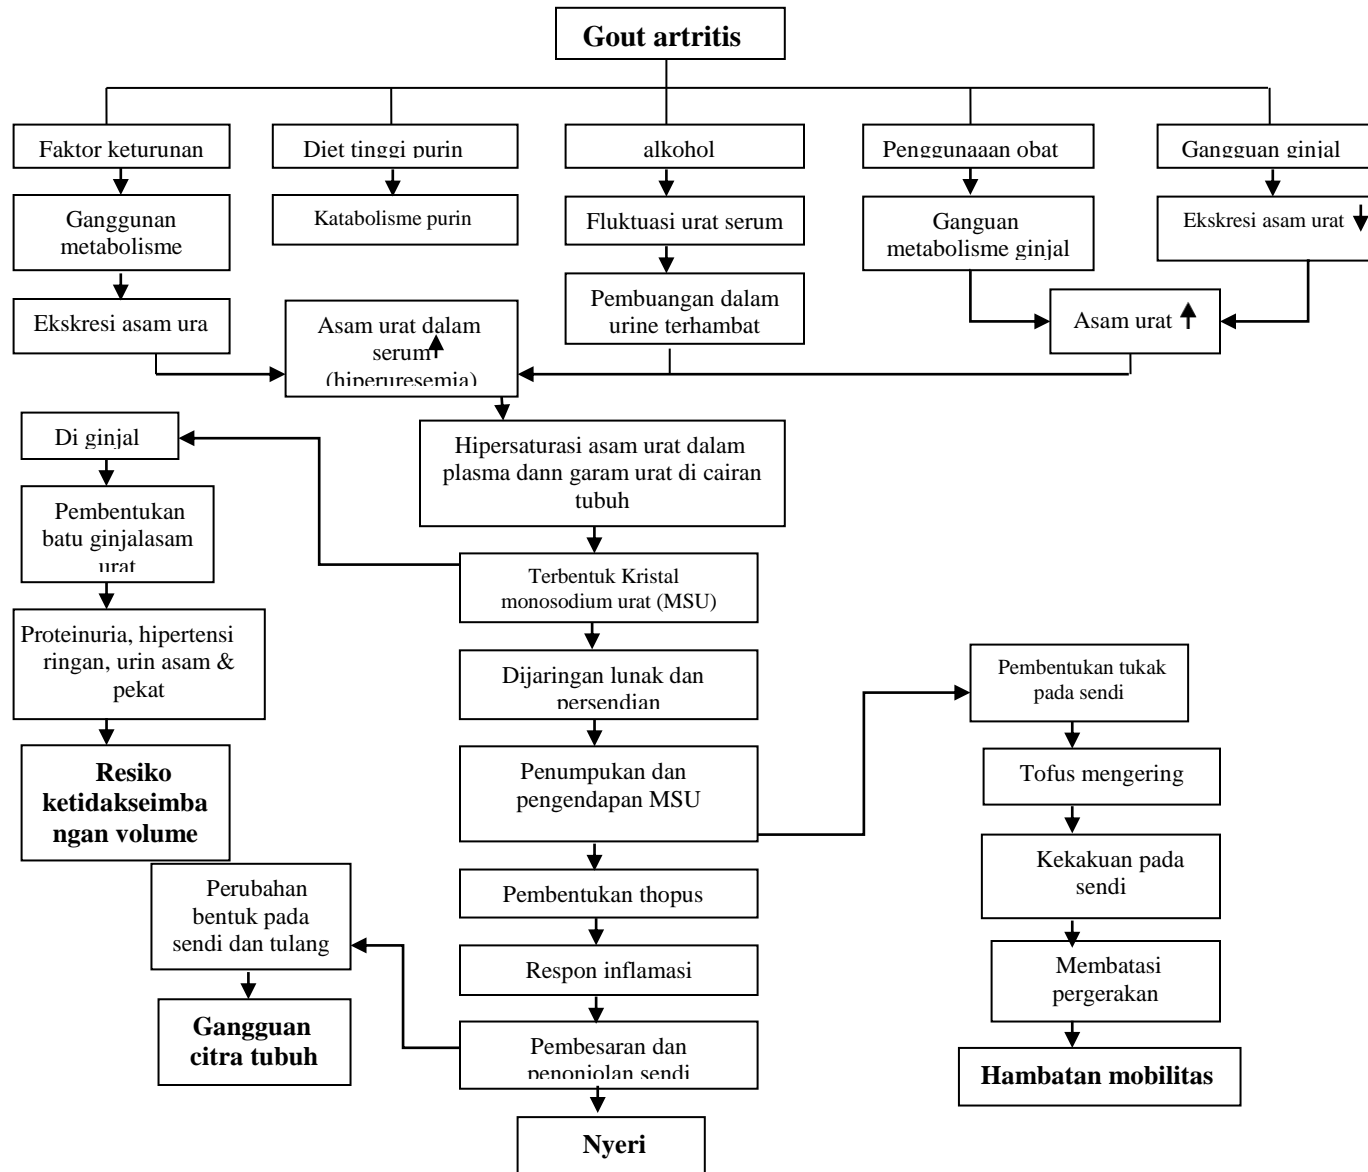 Gout artritis
Faktor keturunan
Diet tinggi purin
alkohol
Penggunaaan obat
Gangguan ginjal
Ganggunan
metabolisme
Katabolisme purin
Fluktuasi urat serum
Ganguan
metabolisme ginjal
Ekskresi asam urat
Ekskresi asam ura
Asam urat dalam
serum
(hiperuresemia)
Pembuangan dalam
urine terhambat
Asam urat
Di ginjal
Hipersaturasi asam urat dalam
plasma dann garam urat di cairan
tubuh
Pembentukan
batu ginjalasam
urat
Terbentuk Kristal
monosodium urat (MSU)
Proteinuria, hipertensi
ringan, urin asam &
pekat
Dijaringan lunak dan
persendian
Pembentukan tukak
pada sendi
Resiko
ketidakseimba
ngan volume
Penumpukan dan
pengendapan MSU
Tofus mengering
Kekakuan pada
sendi
Perubahan
bentuk pada
sendi dan tulang
Pembentukan thopus
Respon inflamasi
Membatasi
pergerakan
Gangguan
citra tubuh
Pembesaran dan
penonjolan sendi
Hambatan mobilitas
Nyeri